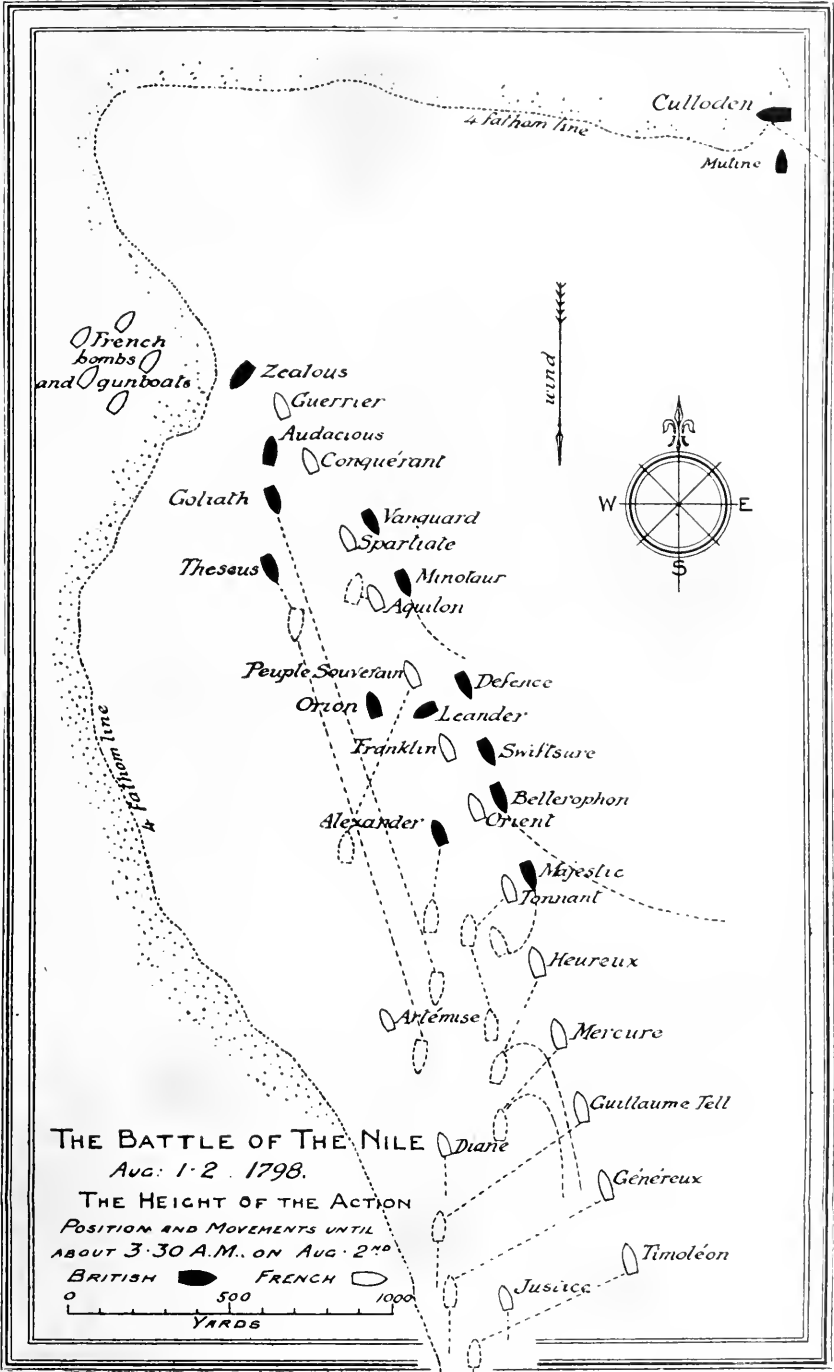 Culloden
4 fathom line
Mutine
French
bombs
and gunboats
Zealous
Guerrier
Audacious
Conquérant
wind
Goliath
Vanguard
Spartiate
W
E
S
Theseus
Minotaur
Aquilon
Peuple Souverain
Defence
Orion
Leander
Franklin
Swiftsure
4 fathom line
Bellerophon
Orient
Alexander
Majestic
Tonnant
Heureux
Artémise
Mercure
Guillaume Tell
THE BATTLE OF THE NILE
Diane
AUG: 1-2. 1798.
Généreux
THE HEIGHT OF THE ACTION
POSITION AND MOVEMENTS UNTIL
ABOUT 3·30 A.M. ON AUG. 2ND
Timoléon
BRITISH FRENCH
Justice
0 500 1000
YARDS